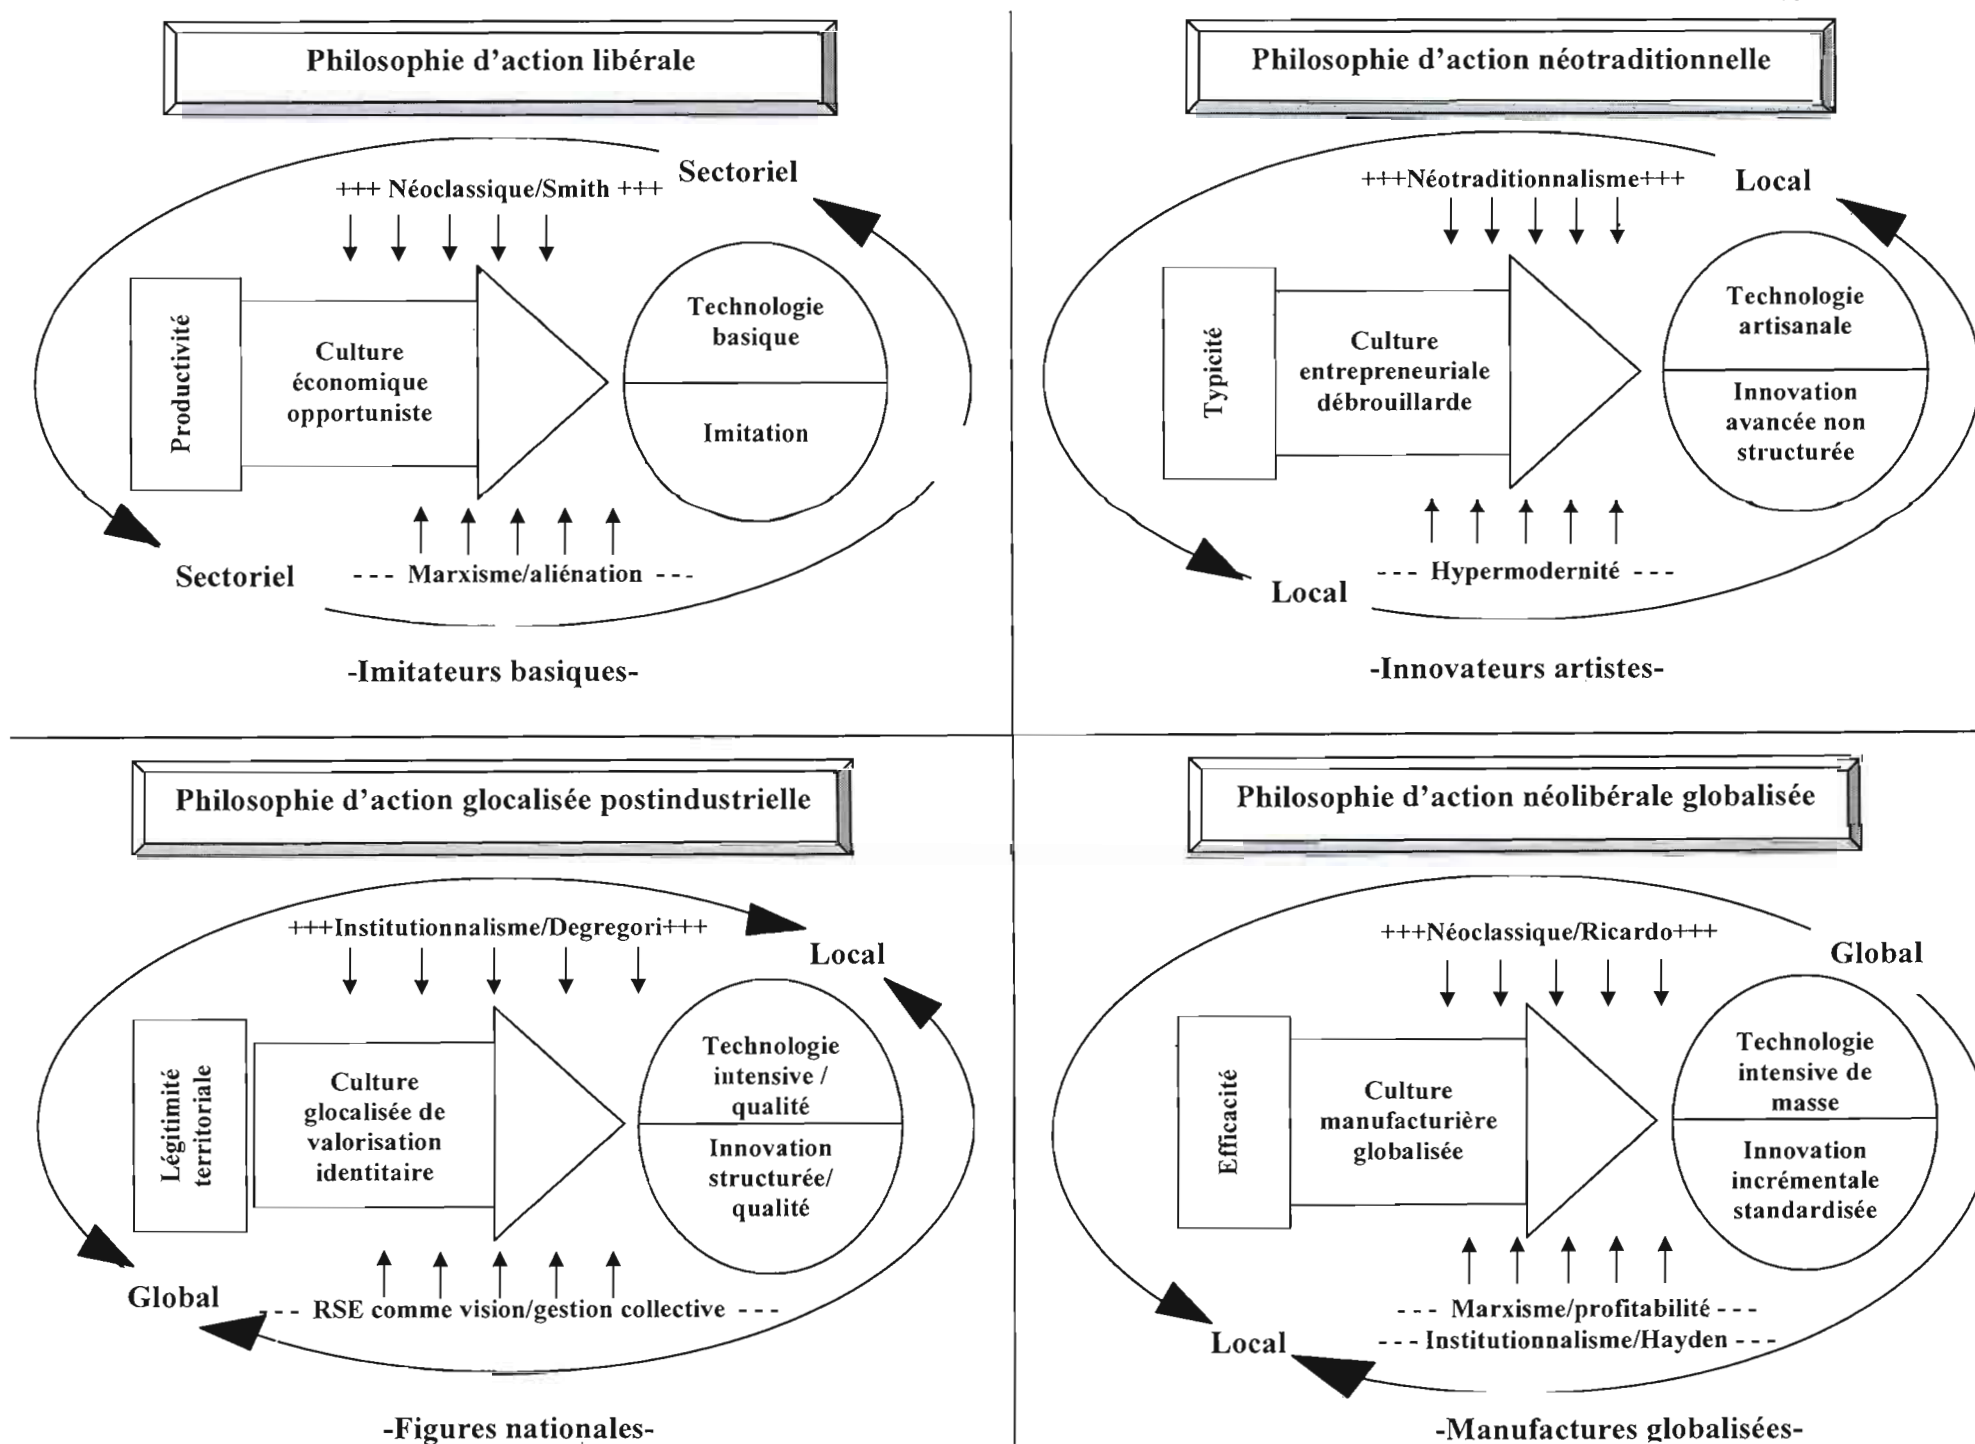 Philosophie d'action libérale
Sectoriel
+++ Néoclassique/Smith +++
Productivité
Culture
économique
opportuniste
Technologie
basique
Imitation
Sectoriel
--- Marxisme/aliénation ---
-Imitateurs basiques-
Philosophie d'action néotraditionnelle
+++Néotraditionnalisme+++
Local
Typicité
Culture
entrepreneuriale
débrouillarde
Technologie
artisanale
Innovation
avancée non
structurée
--- Hypermodernité ---
Local
-Innovateurs artistes-
Philosophie d'action glocalisée postindustrielle
+++Institutionnalisme/Degregori+++
Local
Légitimité
territoriale
Culture
glocalisée de
valorisation
identitaire
Technologie
intensive /
qualité
Innovation
structurée/
qualité
Global
--- RSE comme vision/gestion collective ---
-Figures nationales-
Philosophie d'action néolibérale globalisée
+++Néoclassique/Ricardo+++
Global
Efficacité
Culture
manufacturière
globalisée
Technologie
intensive de
masse
Innovation
incrémentale
standardisée
--- Marxisme/profitabilité ---
Local
--- Institutionnalisme/Hayden ---
-Manufactures globalisées-